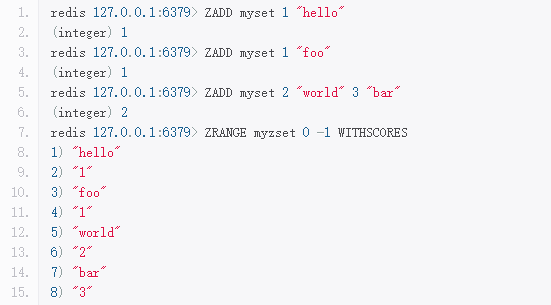 1. redis 127.0.0.1:6379> ZADD myset 1 "hello"
2. (integer) 1
3. redis 127.0.0.1:6379> ZADD myset 1 "foo"
4. (integer) 1
5. redis 127.0.0.1:6379> ZADD myset 2 "world" 3 "bar"
6. (integer) 2
7. redis 127.0.0.1:6379> ZRANGE myzset 0 -1 WITHSCORES
8. 1) "hello"
9. 2) "1"
10. 3) "foo"
11. 4) "1"
12. 5) "world"
13. 6) "2"
14. 7) "bar"
15. 8) "3"